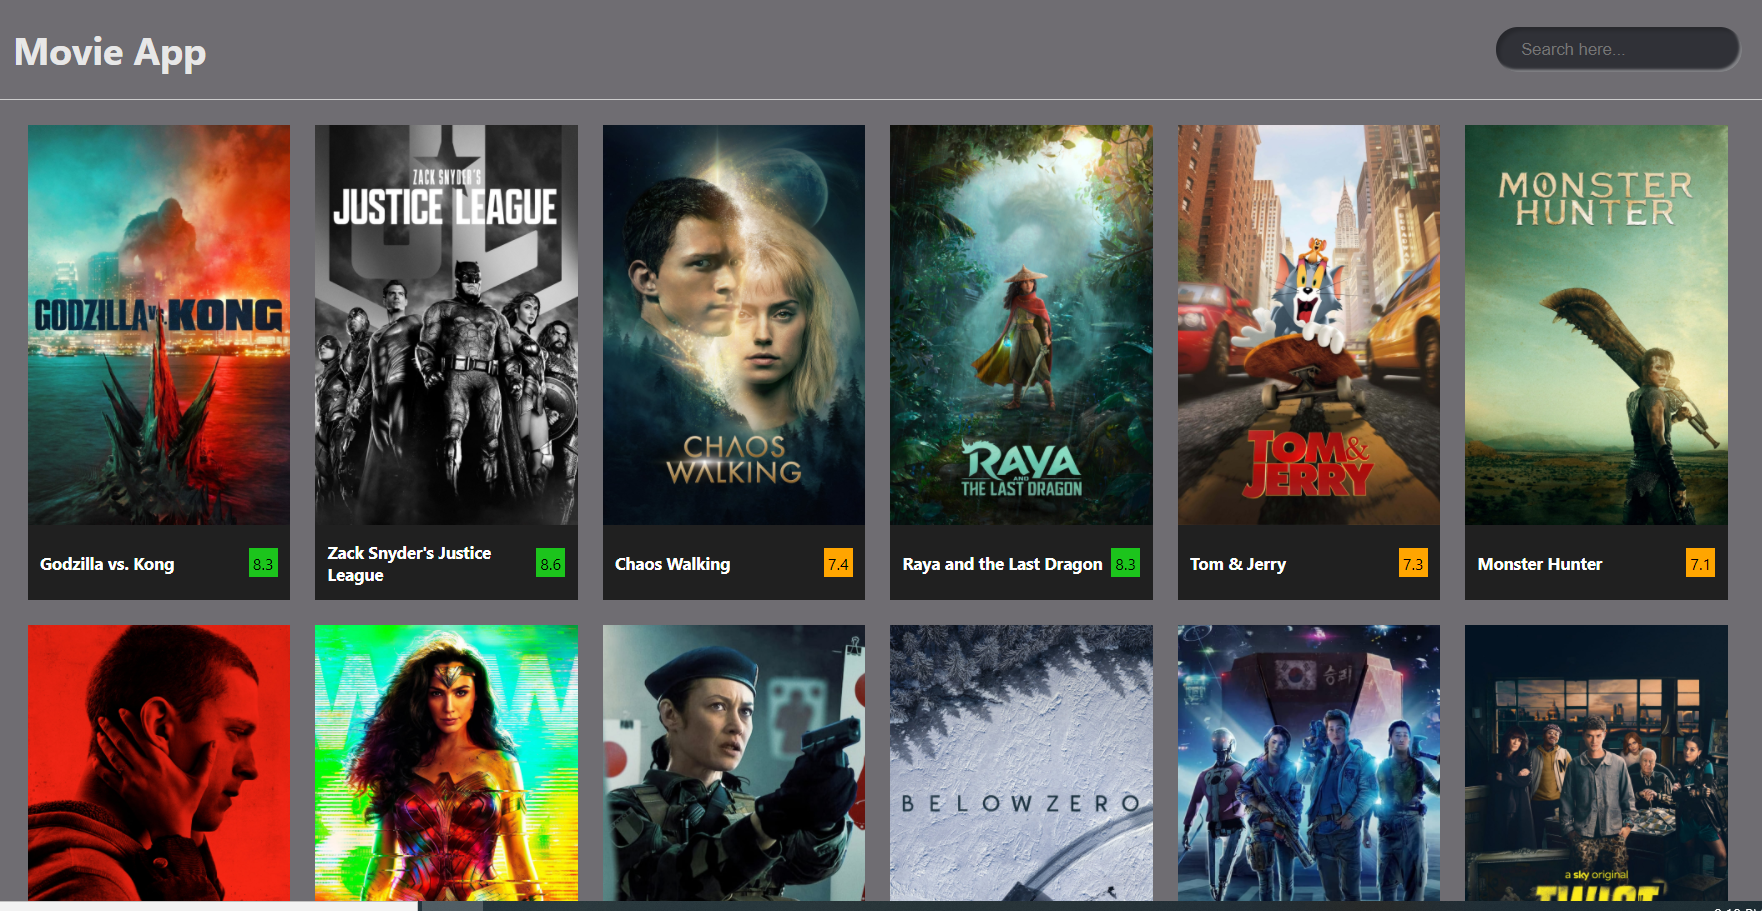 Movie App
Search here...
GODZILLA vs. KONG
ZACK SNYDER'S
JUSTICE LEAGUE
CHAOS
WALKING
RAYA
AND
THE LAST DRAGON
TOM &
JERRY
MONSTER
HUNTER
Godzilla vs. Kong
8.3
Zack Snyder's Justice
League
8.6
Chaos Walking
7.4
Raya and the Last Dragon
8.3
Tom & Jerry
7.3
Monster Hunter
7.1
BELOWZERO
승리
a sky original